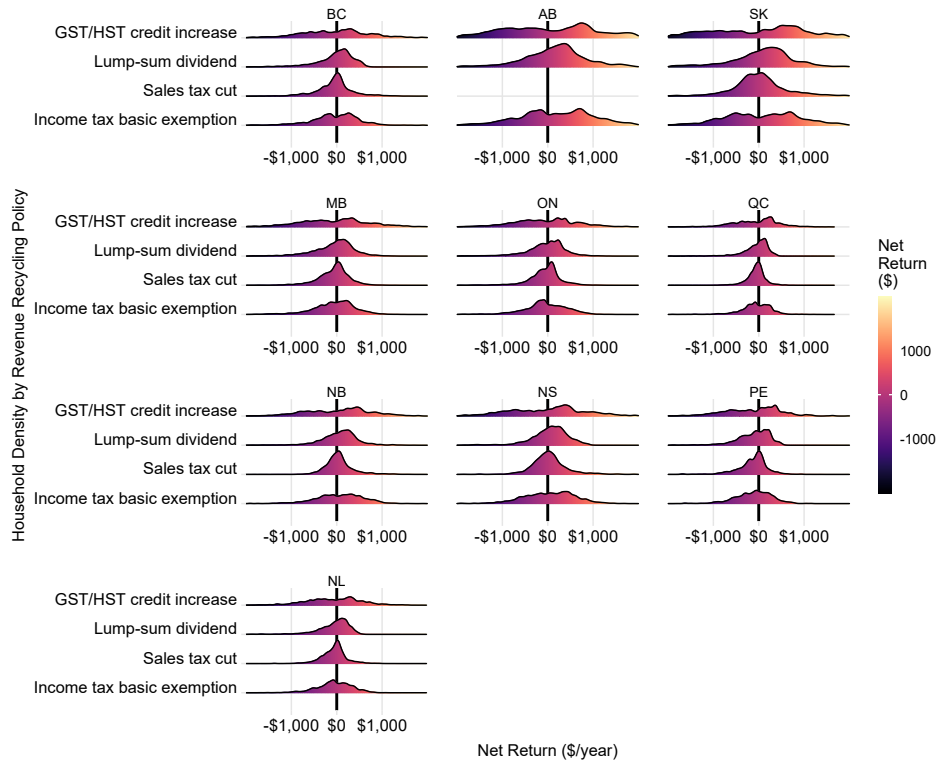 BC
AB
SK
GST/HST credit increase
Lump-sum dividend
Sales tax cut
Income tax basic exemption
-$1,000 $0 $1,000
-$1,000 $0 $1,000
-$1,000 $0 $1,000
MB
ON
QC
GST/HST credit increase
Lump-sum dividend
Sales tax cut
Income tax basic exemption
-$1,000 $0 $1,000
-$1,000 $0 $1,000
-$1,000 $0 $1,000
NB
NS
PE
GST/HST credit increase
Lump-sum dividend
Sales tax cut
Income tax basic exemption
-$1,000 $0 $1,000
-$1,000 $0 $1,000
-$1,000 $0 $1,000
NL
GST/HST credit increase
Lump-sum dividend
Sales tax cut
Income tax basic exemption
-$1,000 $0 $1,000
Net Return ($/year)
Household Density by Revenue Recycling Policy
Net
Return
($)
1000
0
-1000